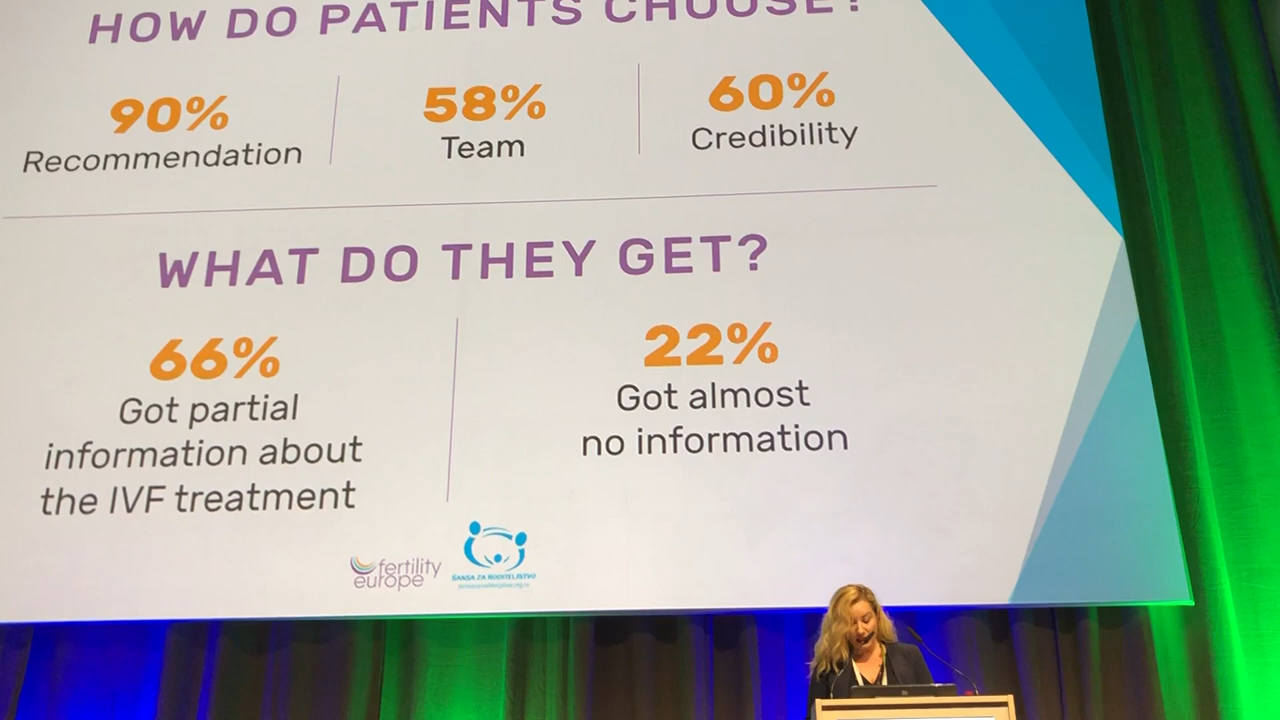 HOW DO PATIENTS CHOOSE?
90%
Recommendation
58%
Team
60%
Credibility
WHAT DO THEY GET?
66%
Got partial
information about
the IVF treatment
22%
Got almost
no information
fertility
europe
ŠANSA ZA RODITELJSTVO